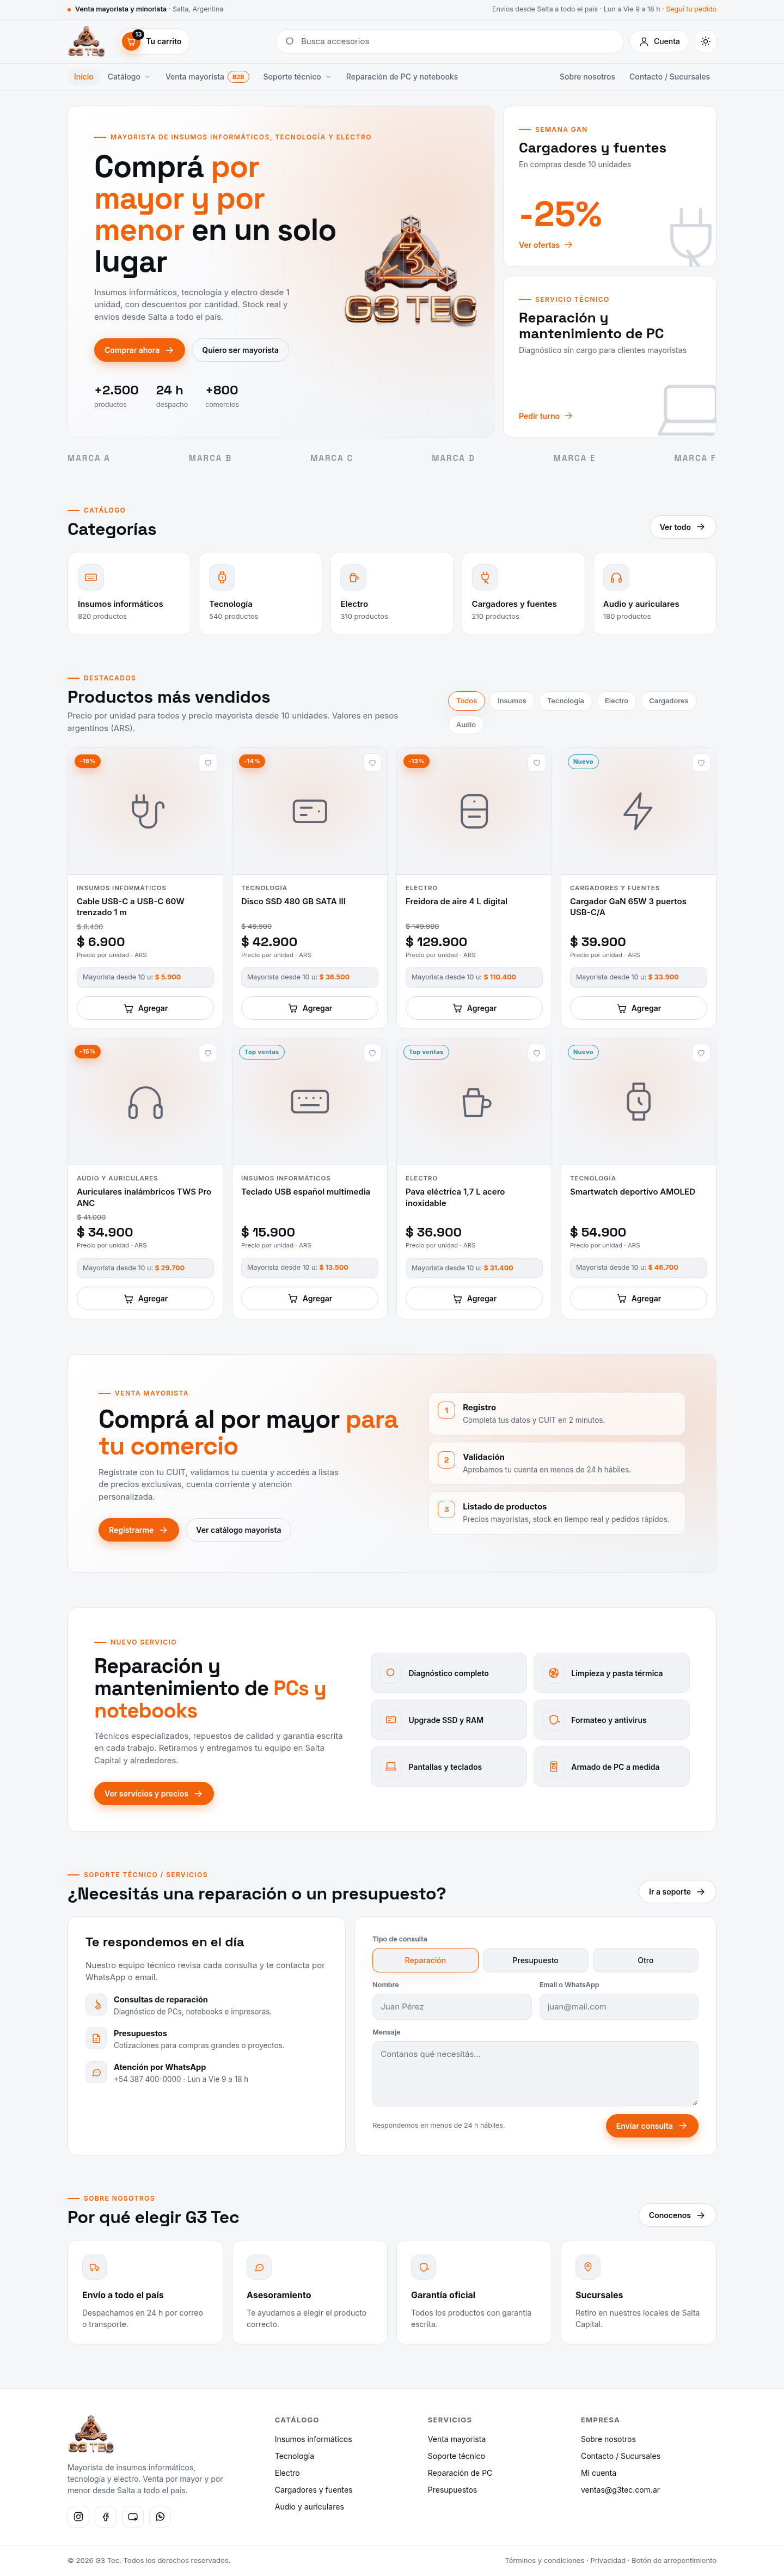 Venta mayorista y minorista · Salta, Argentina
Envíos desde Salta a todo el país · Lun a Vie 9 a 18 h · Seguí tu pedido
G3 TEC
13
Tu carrito
Busca accesorios
Cuenta
Inicio
Catálogo
Venta mayorista B2B
Soporte técnico
Reparación de PC y notebooks
Sobre nosotros
Contacto / Sucursales
MAYORISTA DE INSUMOS INFORMÁTICOS, TECNOLOGÍA Y ELECTRO
Comprá por
mayor y por
menor en un solo
lugar
Insumos informáticos, tecnología y electro desde 1
unidad, con descuentos por cantidad. Stock real y
envíos desde Salta a todo el país.
Comprar ahora
Quiero ser mayorista
+2.500
productos
24 h
despacho
+800
comercios
3
G3 TEC
SEMANA GAN
Cargadores y fuentes
En compras desde 10 unidades
-25%
Ver ofertas
SERVICIO TÉCNICO
Reparación y
mantenimiento de PC
Diagnóstico sin cargo para clientes mayoristas
Pedir turno
MARCA A
MARCA B
MARCA C
MARCA D
MARCA E
MARCA F
CATÁLOGO
Categorías
Ver todo
Insumos informáticos
820 productos
Tecnología
540 productos
Electro
310 productos
Cargadores y fuentes
210 productos
Audio y auriculares
180 productos
DESTACADOS
Productos más vendidos
Precio por unidad para todos y precio mayorista desde 10 unidades. Valores en pesos
argentinos (ARS).
Todos
Insumos
Tecnología
Electro
Cargadores
Audio
-18%
INSUMOS INFORMÁTICOS
Cable USB-C a USB-C 60W
trenzado 1 m
$ 8.400
$ 6.900
Precio por unidad · ARS
Mayorista desde 10 u: $ 5.900
Agregar
-14%
TECNOLOGÍA
Disco SSD 480 GB SATA III
$ 49.900
$ 42.900
Precio por unidad · ARS
Mayorista desde 10 u: $ 36.500
Agregar
-13%
ELECTRO
Freidora de aire 4 L digital
$ 149.900
$ 129.900
Precio por unidad · ARS
Mayorista desde 10 u: $ 110.400
Agregar
Nuevo
CARGADORES Y FUENTES
Cargador GaN 65W 3 puertos
USB-C/A
$ 39.900
Precio por unidad · ARS
Mayorista desde 10 u: $ 33.900
Agregar
-15%
AUDIO Y AURICULARES
Auriculares inalámbricos TWS Pro
ANC
$ 41.000
$ 34.900
Precio por unidad · ARS
Mayorista desde 10 u: $ 29.700
Agregar
Top ventas
INSUMOS INFORMÁTICOS
Teclado USB español multimedia
$ 15.900
Precio por unidad · ARS
Mayorista desde 10 u: $ 13.500
Agregar
Top ventas
ELECTRO
Pava eléctrica 1,7 L acero
inoxidable
$ 36.900
Precio por unidad · ARS
Mayorista desde 10 u: $ 31.400
Agregar
Nuevo
TECNOLOGÍA
Smartwatch deportivo AMOLED
$ 54.900
Precio por unidad · ARS
Mayorista desde 10 u: $ 46.700
Agregar
VENTA MAYORISTA
Comprá al por mayor para
tu comercio
Registrate con tu CUIT, validamos tu cuenta y accedés a listas
de precios exclusivas, cuenta corriente y atención
personalizada.
Registrarme
Ver catálogo mayorista
1
Registro
Completá tus datos y CUIT en 2 minutos.
2
Validación
Aprobamos tu cuenta en menos de 24 h hábiles.
3
Listado de productos
Precios mayoristas, stock en tiempo real y pedidos rápidos.
NUEVO SERVICIO
Reparación y
mantenimiento de PCs y
notebooks
Técnicos especializados, repuestos de calidad y garantía escrita
en cada trabajo. Retiramos y entregamos tu equipo en Salta
Capital y alrededores.
Ver servicios y precios
Diagnóstico completo
Limpieza y pasta térmica
Upgrade SSD y RAM
Formateo y antivirus
Pantallas y teclados
Armado de PC a medida
SOPORTE TÉCNICO / SERVICIOS
¿Necesitás una reparación o un presupuesto?
Ir a soporte
Te respondemos en el día
Nuestro equipo técnico revisa cada consulta y te contacta por
WhatsApp o email.
Consultas de reparación
Diagnóstico de PCs, notebooks e impresoras.
Presupuestos
Cotizaciones para compras grandes o proyectos.
Atención por WhatsApp
+54 387 400-0000 · Lun a Vie 9 a 18 h
Tipo de consulta
Reparación
Presupuesto
Otro
Nombre
Email o WhatsApp
Juan Pérez
juan@mail.com
Mensaje
Contanos qué necesitás...
Respondemos en menos de 24 h hábiles.
Enviar consulta
SOBRE NOSOTROS
Por qué elegir G3 Tec
Conocenos
Envío a todo el país
Despachamos en 24 h por correo
o transporte.
Asesoramiento
Te ayudamos a elegir el producto
correcto.
Garantía oficial
Todos los productos con garantía
escrita.
Sucursales
Retiro en nuestros locales de Salta
Capital.
G3 TEC
Mayorista de insumos informáticos,
tecnología y electro. Venta por mayor y por
menor desde Salta a todo el país.
CATÁLOGO
Insumos informáticos
Tecnología
Electro
Cargadores y fuentes
Audio y auriculares
SERVICIOS
Venta mayorista
Soporte técnico
Reparación de PC
Presupuestos
EMPRESA
Sobre nosotros
Contacto / Sucursales
Mi cuenta
ventas@g3tec.com.ar
© 2026 G3 Tec. Todos los derechos reservados.
Términos y condiciones · Privacidad · Botón de arrepentimiento